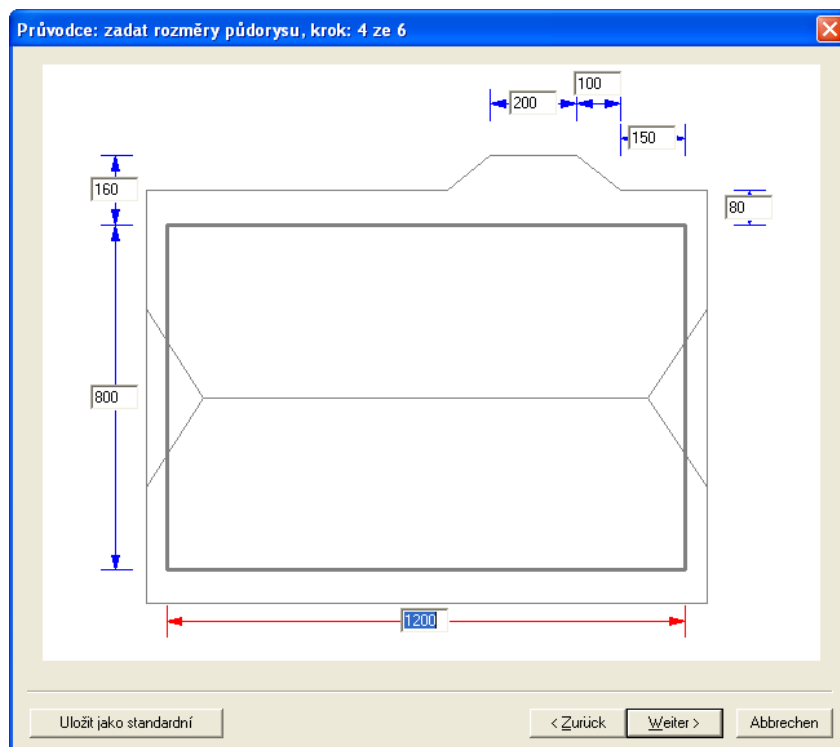 Průvodce: zadat rozměry půdorysu, krok: 4 ze 6
100
200
150
160
80
800
1200
Uložit jako standardní
< Zurück
Weiter >
Abbrechen